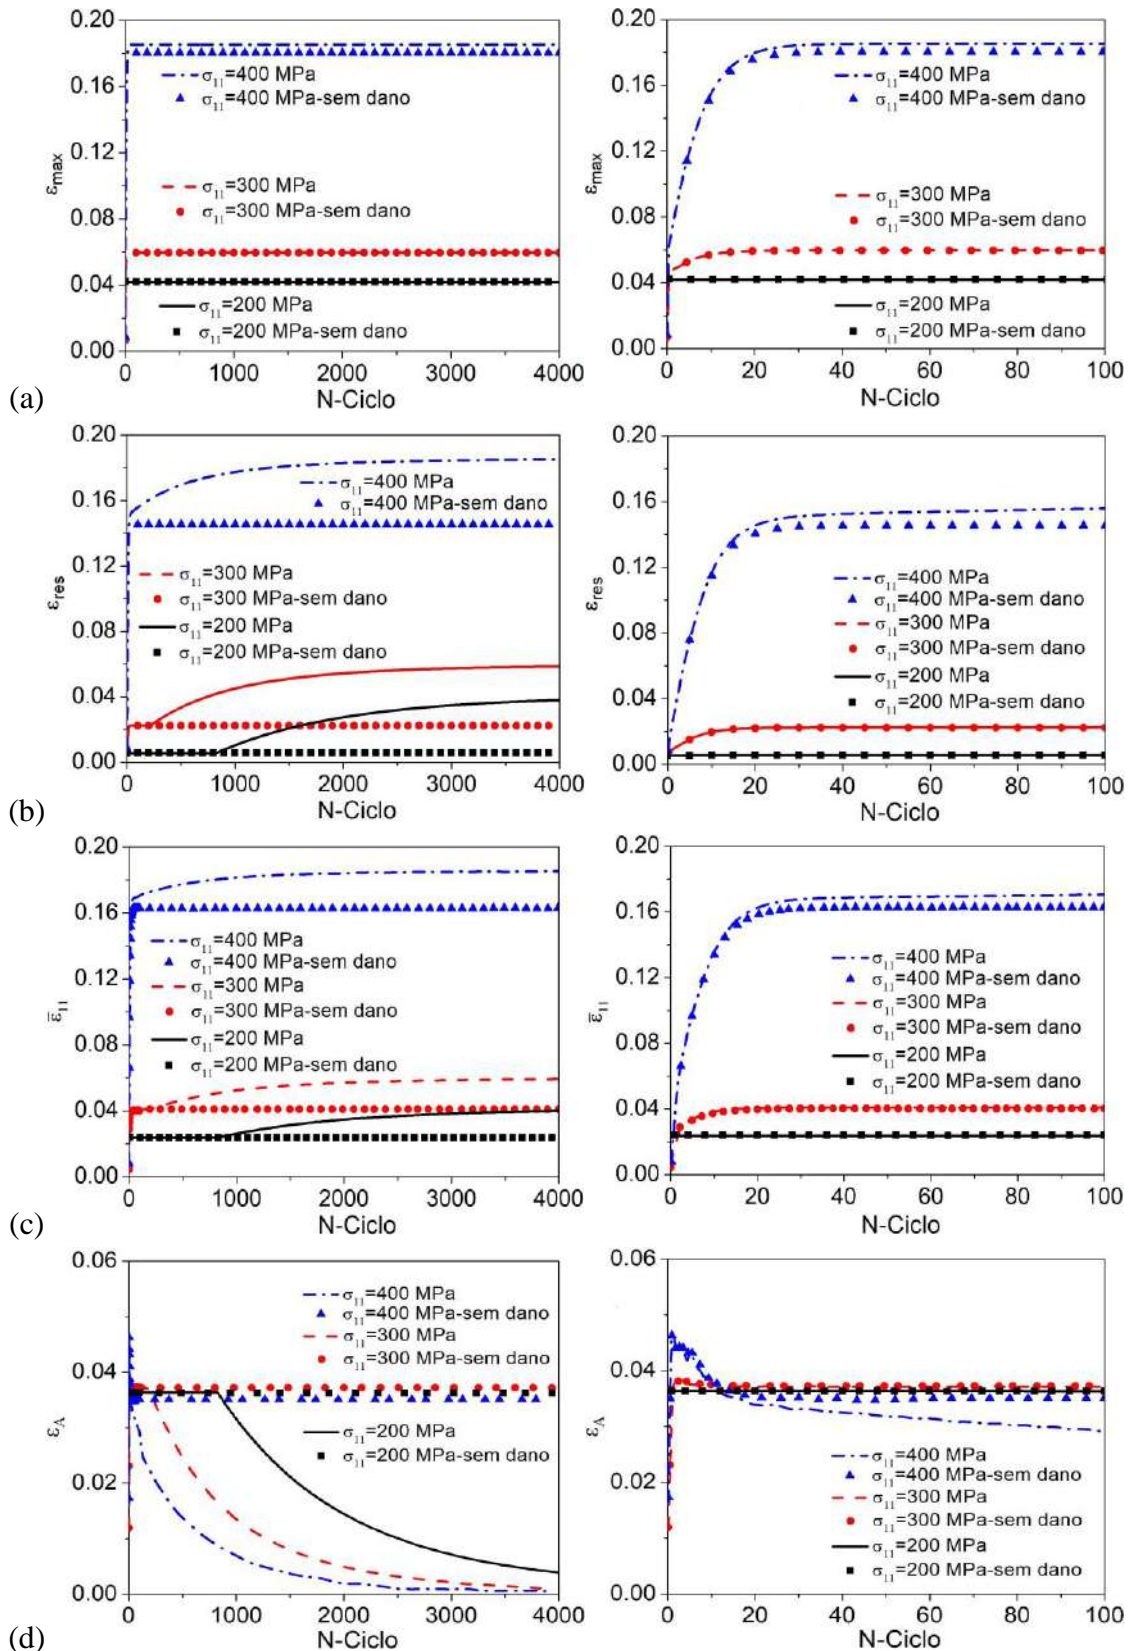 0.20
0.16
0.12
0.08
0.04
0.00
εmax
σ11=400 MPa
σ11=400 MPa-sem dano
σ11=300 MPa
σ11=300 MPa-sem dano
σ11=200 MPa
σ11=200 MPa-sem dano
0 1000 2000 3000 4000
N-Ciclo
0.20
0.16
0.12
0.08
0.04
0.00
εmax
σ11=400 MPa
σ11=400 MPa-sem dano
σ11=300 MPa
σ11=300 MPa-sem dano
σ11=200 MPa
σ11=200 MPa-sem dano
0 20 40 60 80 100
N-Ciclo
(a)
0.20
0.16
0.12
0.08
0.04
0.00
εres
σ11=400 MPa
σ11=400 MPa-sem dano
σ11=300 MPa
σ11=300 MPa-sem dano
σ11=200 MPa
σ11=200 MPa-sem dano
0 1000 2000 3000 4000
N-Ciclo
0.20
0.16
0.12
0.08
0.04
0.00
εres
σ11=400 MPa
σ11=400 MPa-sem dano
σ11=300 MPa
σ11=300 MPa-sem dano
σ11=200 MPa
σ11=200 MPa-sem dano
0 20 40 60 80 100
N-Ciclo
(b)
0.20
0.16
0.12
0.08
0.04
0.00
ε̄11
σ11=400 MPa
σ11=400 MPa-sem dano
σ11=300 MPa
σ11=300 MPa-sem dano
σ11=200 MPa
σ11=200 MPa-sem dano
0 1000 2000 3000 4000
N-Ciclo
0.20
0.16
0.12
0.08
0.04
0.00
ε̄11
σ11=400 MPa
σ11=400 MPa-sem dano
σ11=300 MPa
σ11=300 MPa-sem dano
σ11=200 MPa
σ11=200 MPa-sem dano
0 20 40 60 80 100
N-Ciclo
(c)
0.06
0.04
0.02
0.00
εA
σ11=400 MPa
σ11=400 MPa-sem dano
σ11=300 MPa
σ11=300 MPa-sem dano
σ11=200 MPa
σ11=200 MPa-sem dano
0 1000 2000 3000 4000
N-Ciclo
0.06
0.04
0.02
0.00
εA
σ11=400 MPa
σ11=400 MPa-sem dano
σ11=300 MPa
σ11=300 MPa-sem dano
σ11=200 MPa
σ11=200 MPa-sem dano
0 20 40 60 80 100
N-Ciclo
(d)